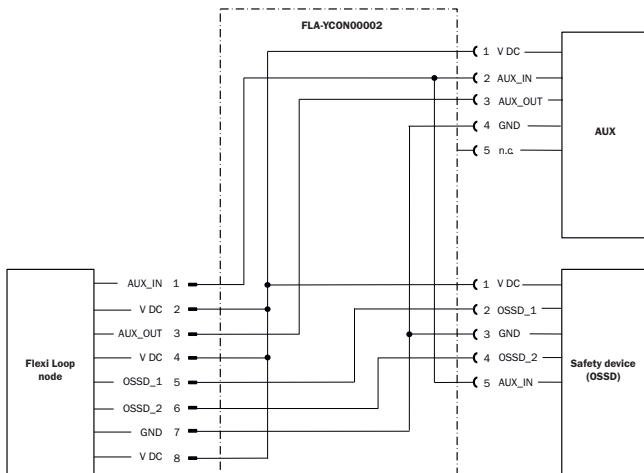 FLA-YCON00002
1 V DC
2 AUX_IN
3 AUX_OUT
4 GND
5 n.c.
AUX
AUX_IN 1
V DC 2
AUX_OUT 3
V DC 4
OSSD_1 5
OSSD_2 6
GND 7
V DC 8
Flexi Loop
node
1 V DC
2 OSSD_1
3 GND
4 OSSD_2
5 AUX_IN
Safety device
(OSSD)